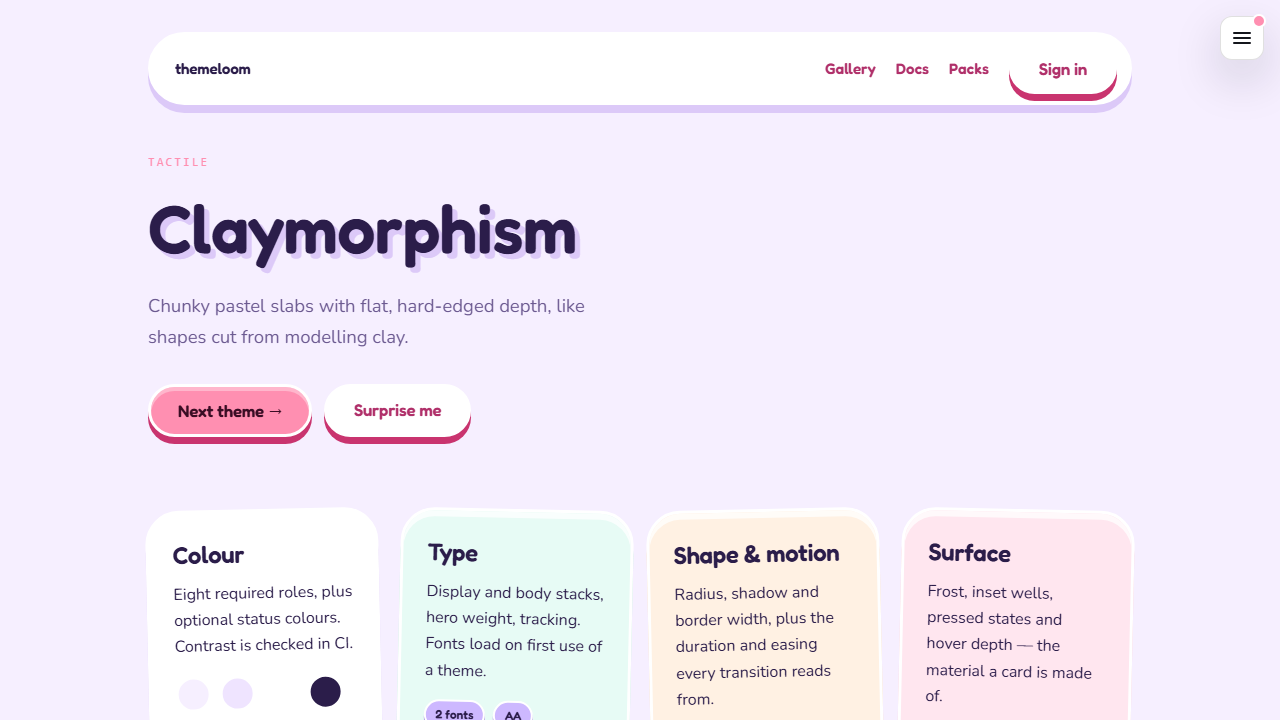 themeloom
Gallery Docs Packs Sign in
TACTILE
Claymorphism
Chunky pastel slabs with flat, hard-edged depth, like
shapes cut from modelling clay.
Next theme → Surprise me
Colour
Eight required roles, plus
optional status colours.
Contrast is checked in CI.
Type
Display and body stacks,
hero weight, tracking.
Fonts load on first use of
a theme.
2 fonts AA
Shape & motion
Radius, shadow and
border width, plus the
duration and easing
every transition reads
from.
Surface
Frost, inset wells,
pressed states and
hover depth — the
material a card is made
of.